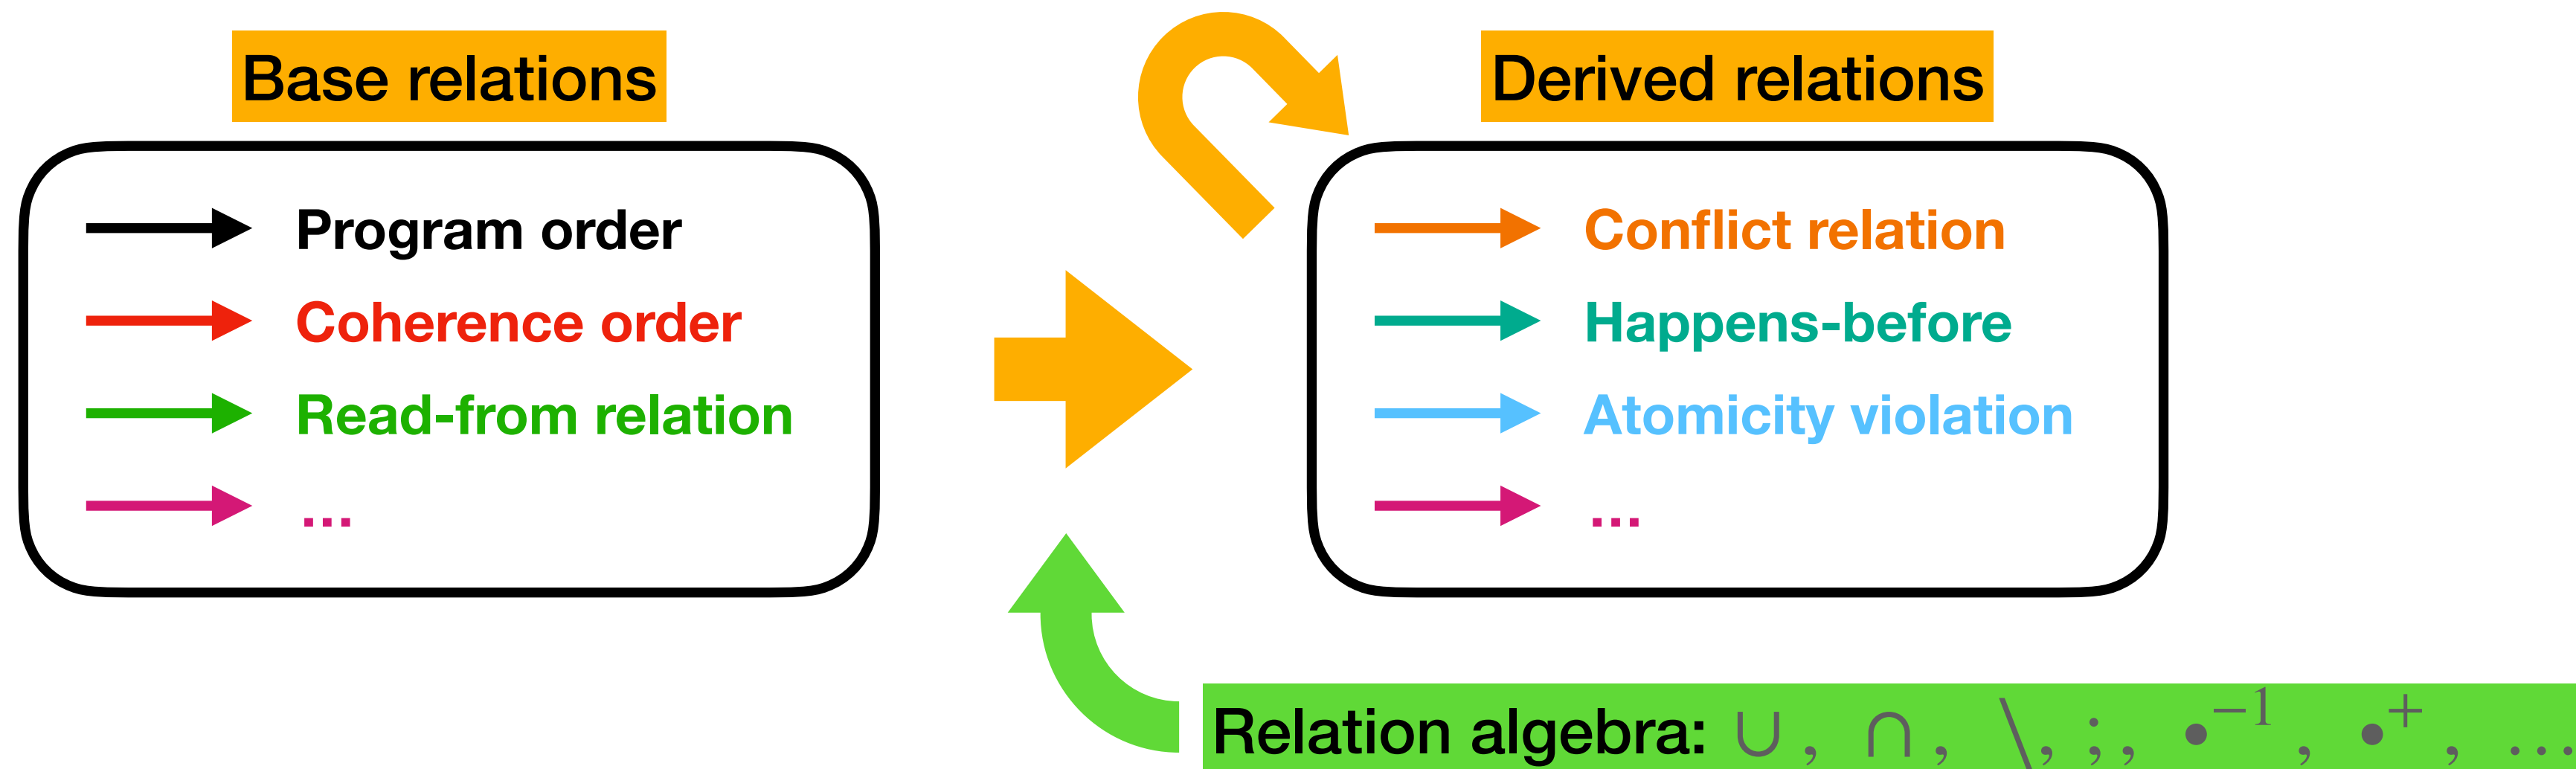 Base relations
Program order
Coherence order
Read-from relation
...
Derived relations
Conflict relation
Happens-before
Atomicity violation
...
Relation algebra: ∪, ∩, \, ;, •⁻¹, •⁺, ...